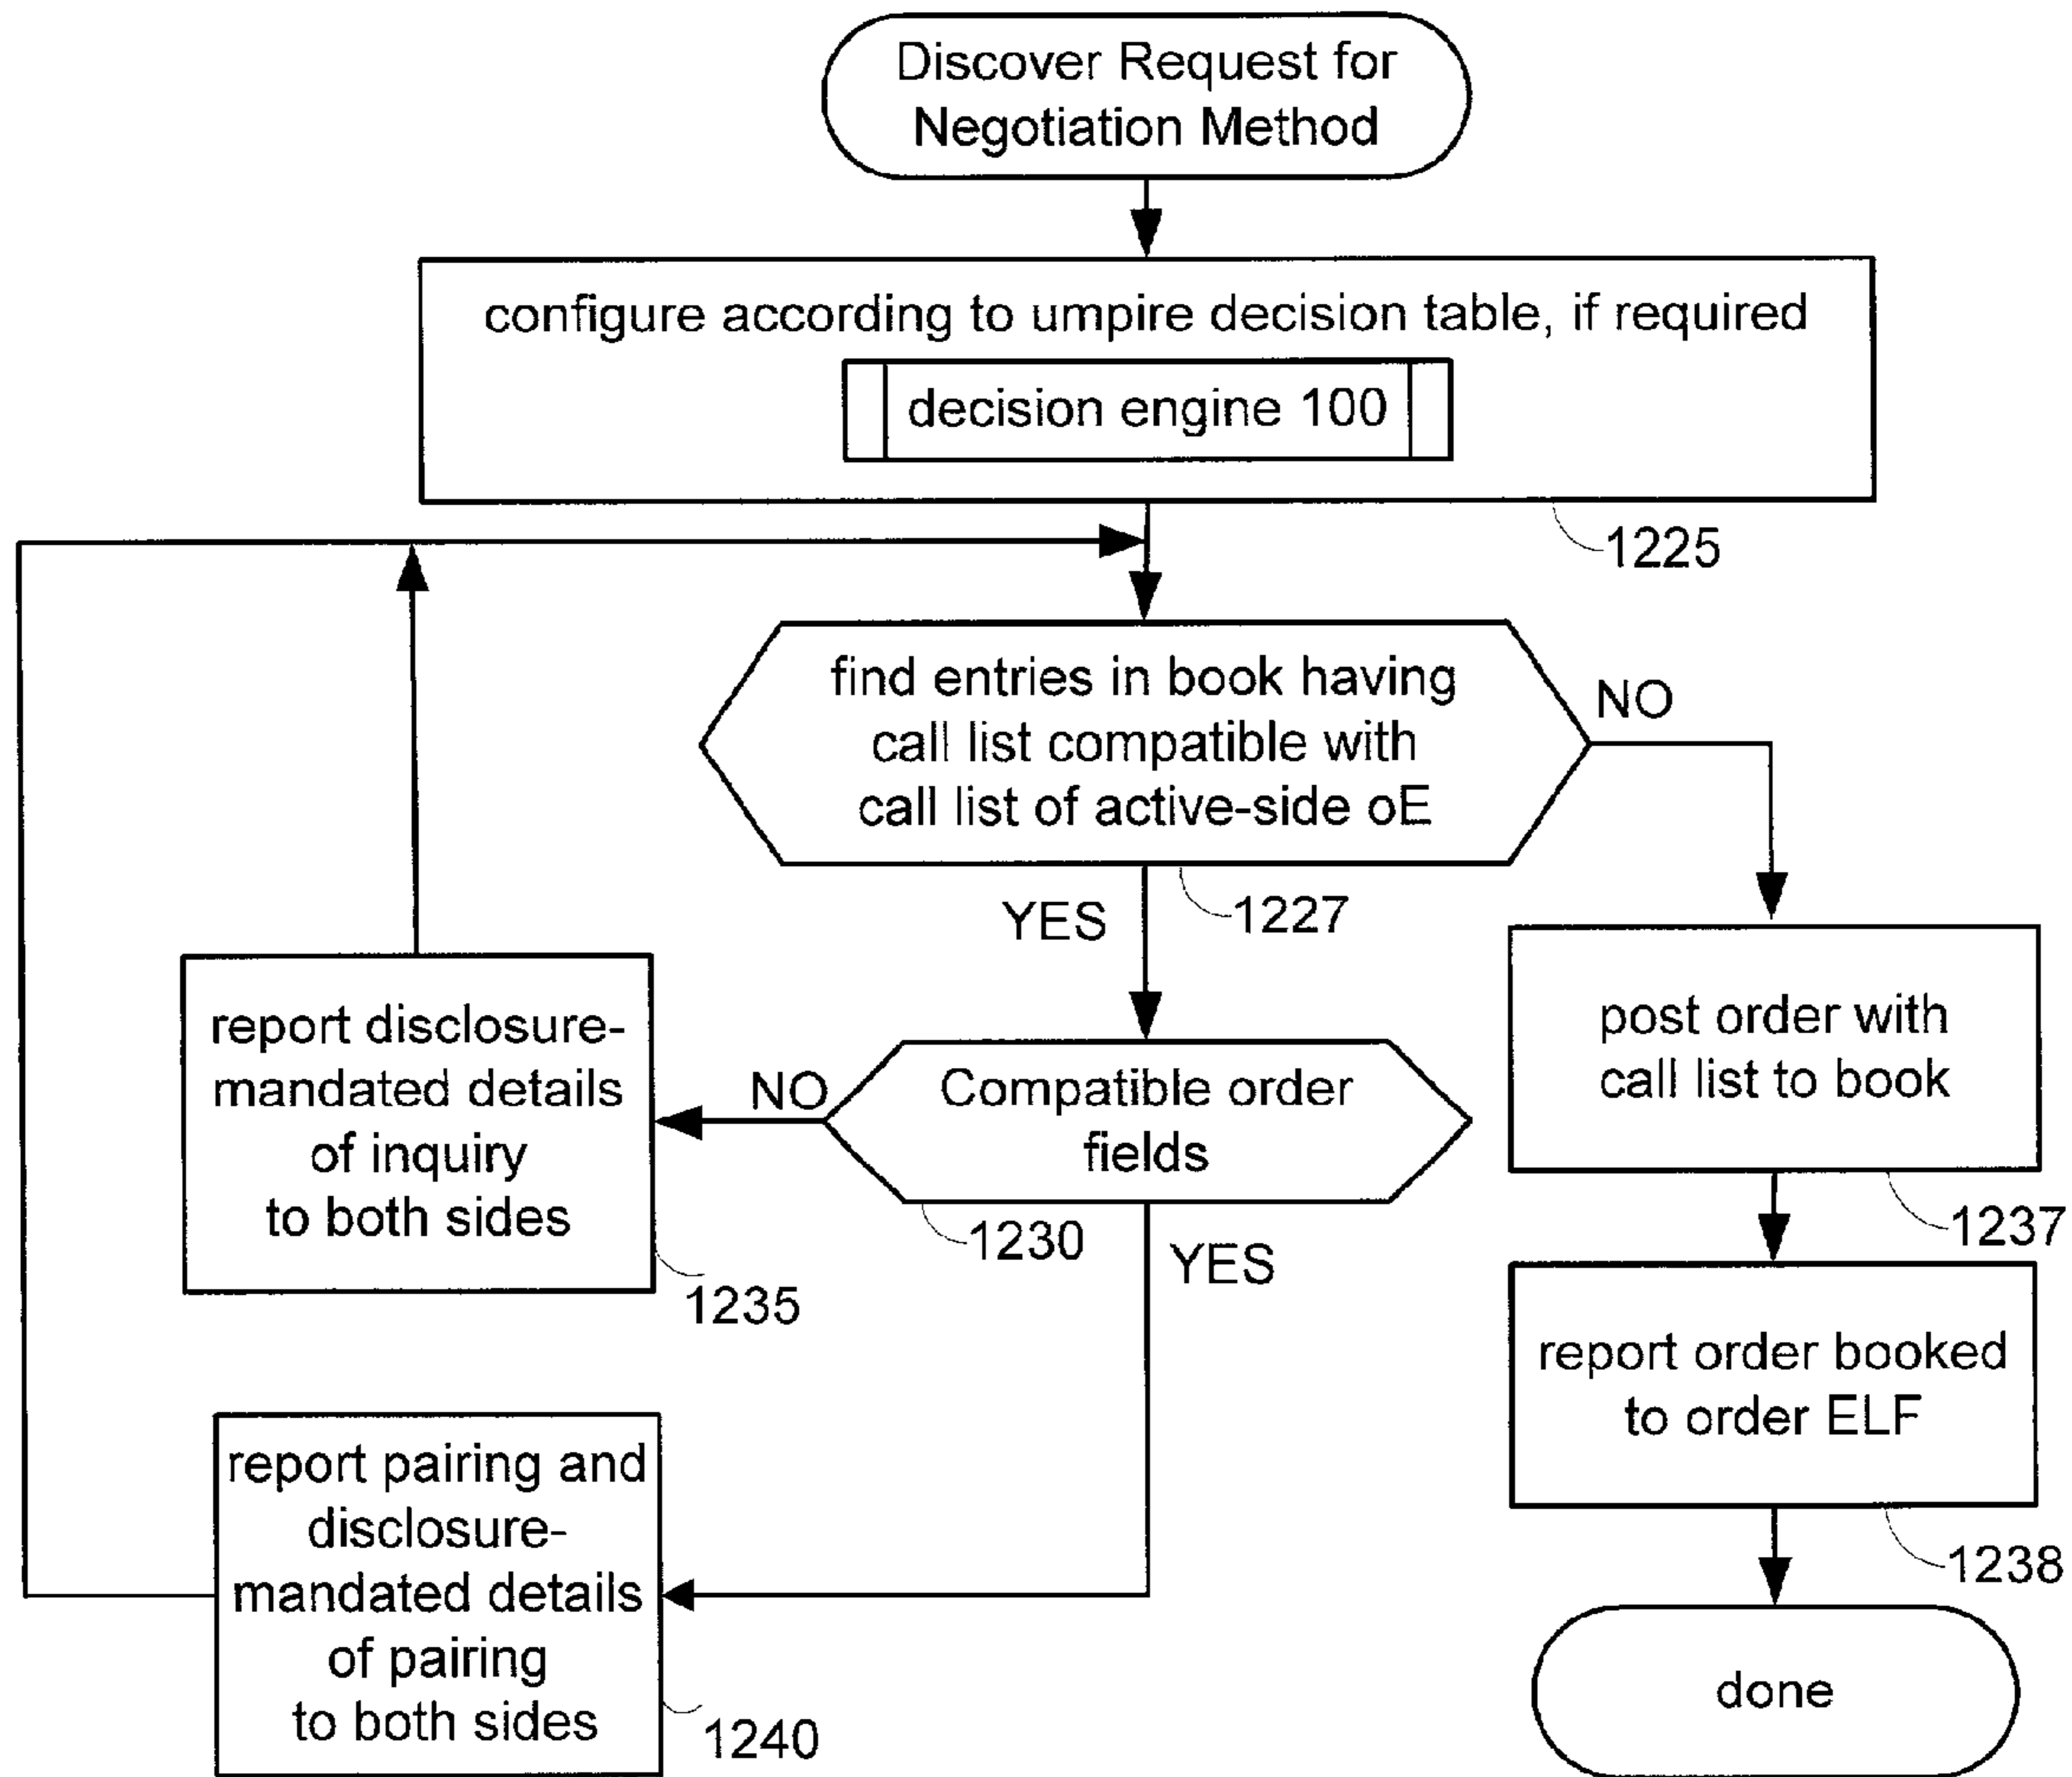 Discover Request for
Negotiation Method
configure according to umpire decision table, if required
decision engine 100
1225
find entries in book having
call list compatible with
call list of active-side oE
NO
YES
1227
report disclosure-
mandated details
of inquiry
to both sides
1235
NO
Compatible order
fields
1230
YES
post order with
call list to book
1237
report order booked
to order ELF
1238
report pairing and
disclosure-
mandated details
of pairing
to both sides
1240
done